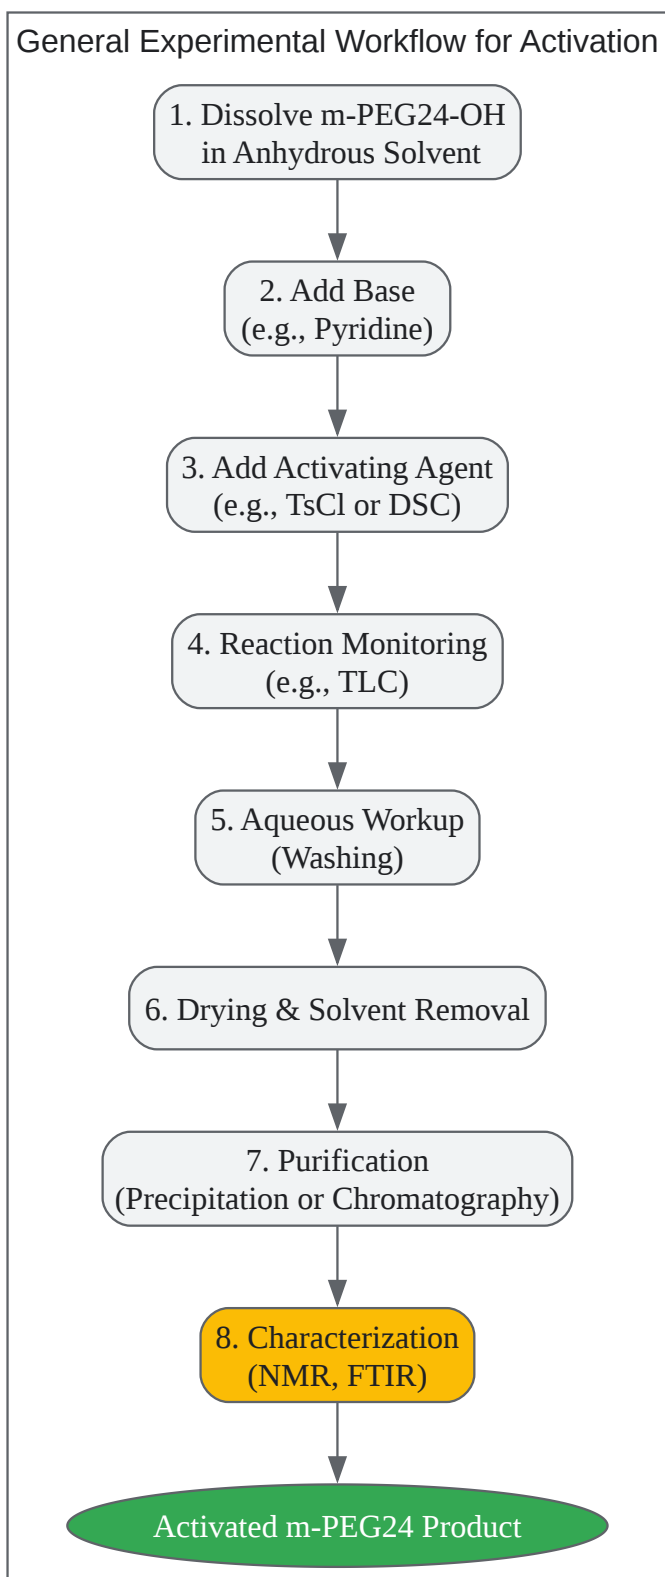 General Experimental Workflow for Activation
1. Dissolve m-PEG24-OH
in Anhydrous Solvent
2. Add Base
(e.g., Pyridine)
3. Add Activating Agent
(e.g., TsCl or DSC)
4. Reaction Monitoring
(e.g., TLC)
5. Aqueous Workup
(Washing)
6. Drying & Solvent Removal
7. Purification
(Precipitation or Chromatography)
8. Characterization
(NMR, FTIR)
Activated m-PEG24 Product